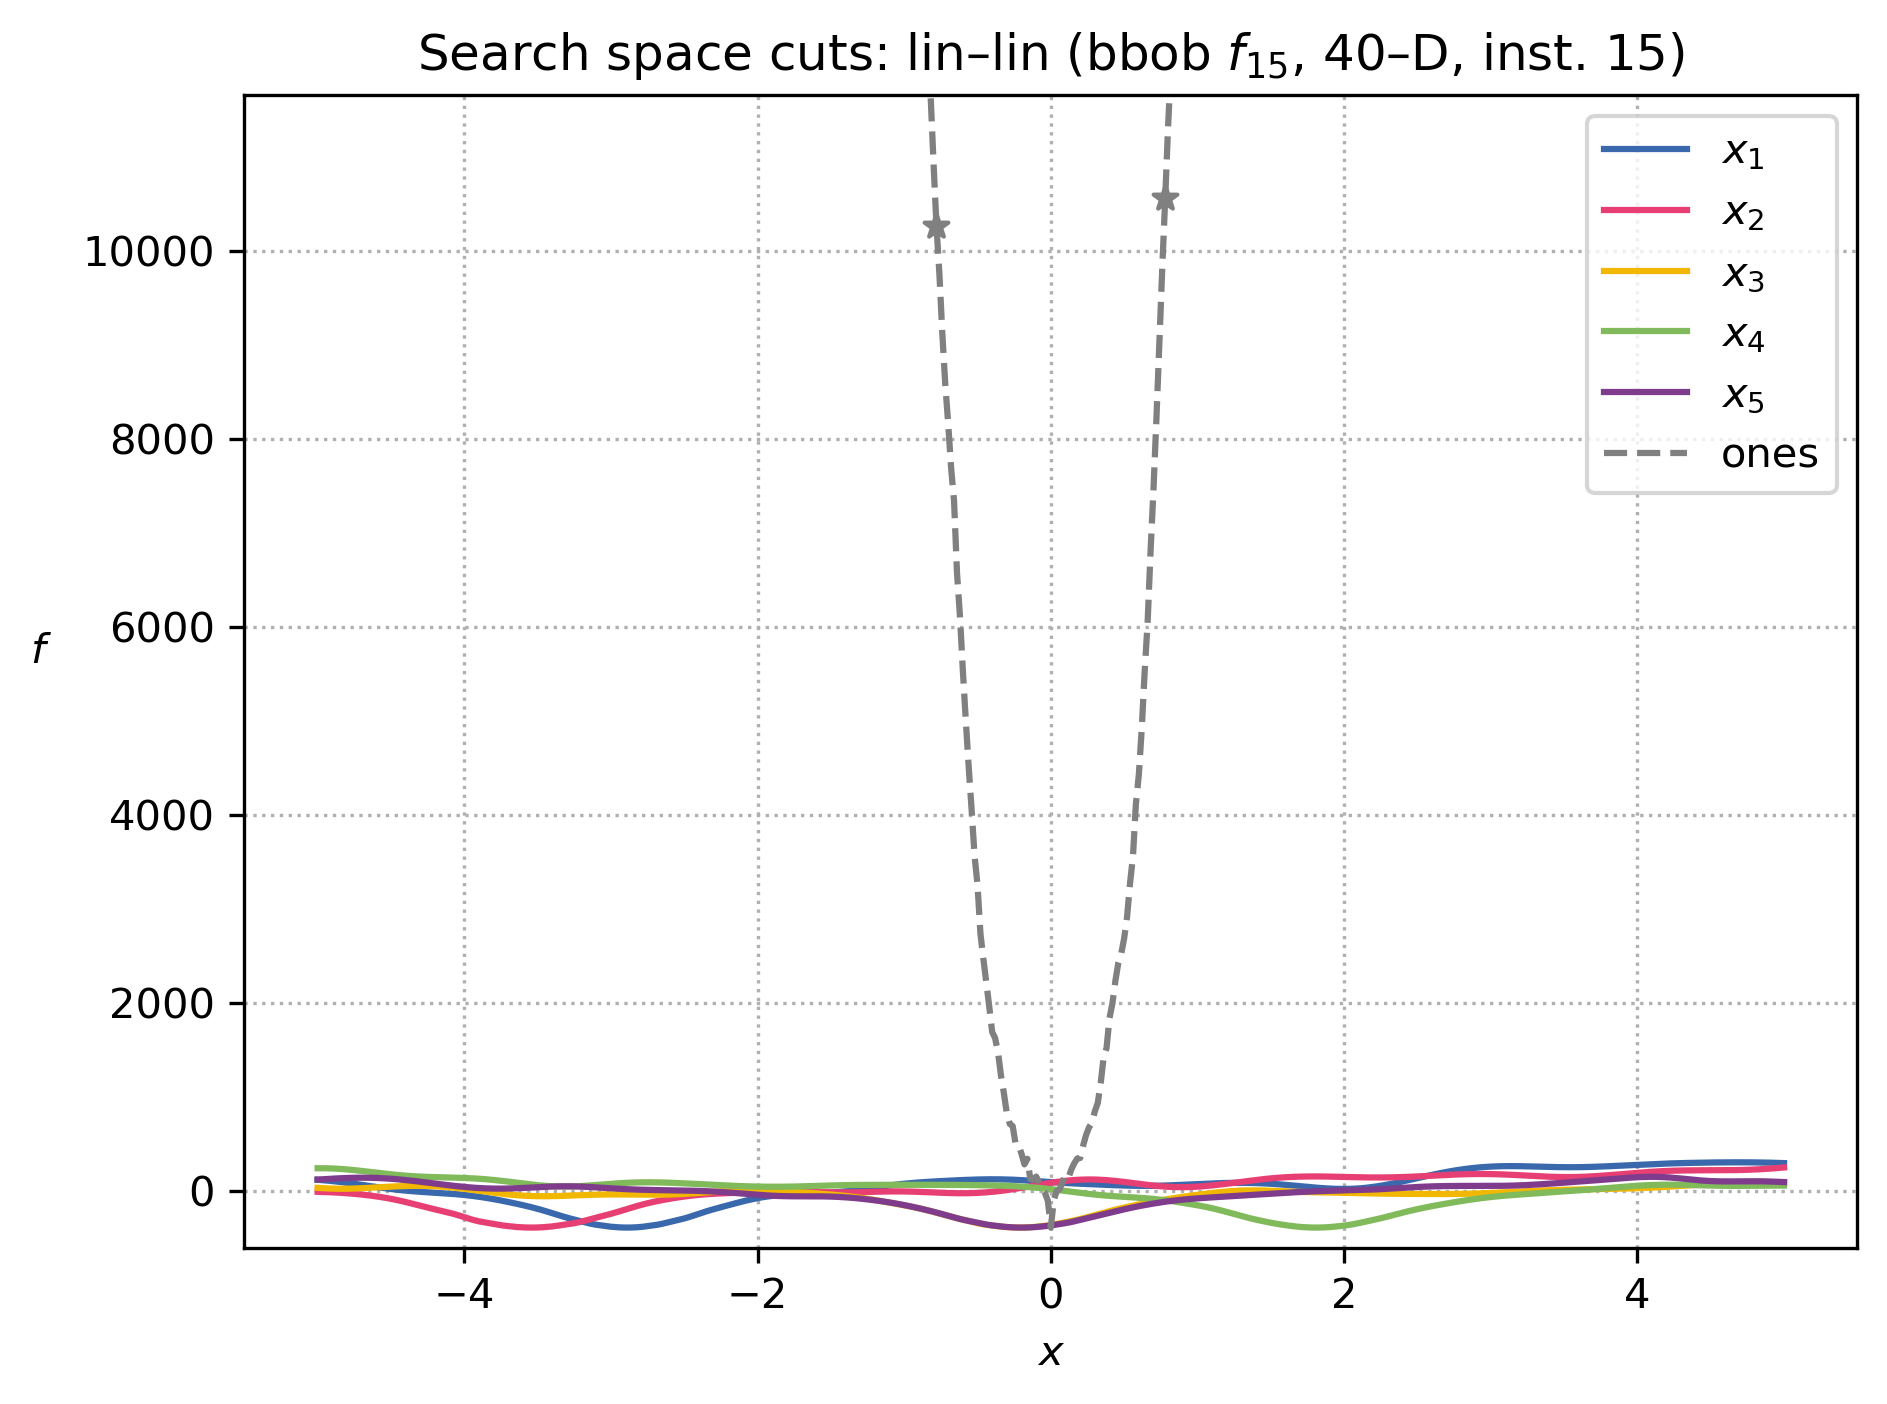 Search space cuts: lin–lin (bbob f₁₅, 40–D, inst. 15)
x₁
x₂
x₃
x₄
x₅
ones
10000
8000
6000
4000
2000
0
f
−4
−2
0
2
4
x